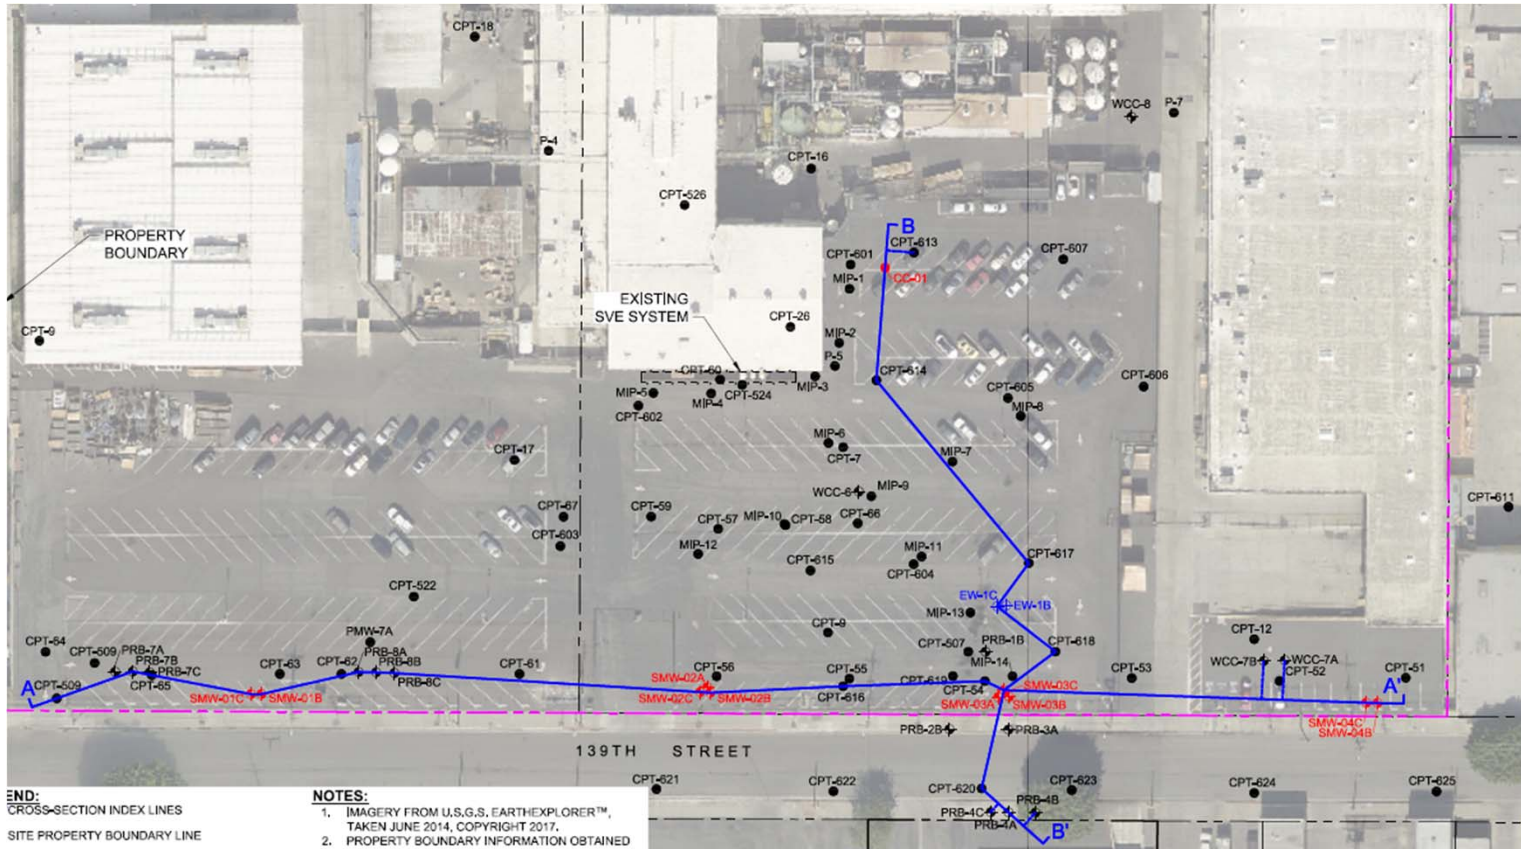 CPT-18
WCC-8
P-7
P-4
CPT-16
CPT-526
B
PROPERTY
BOUNDARY
CPT-613
CPT-607
CPT-601
MIP-1
CC-01
EXISTING
SVE SYSTEM
CPT-26
CPT-9
MIP-2
P-5
CPT-60
MIP-3
CPT-614
CPT-605
CPT-606
MIP-5
MIP-4
CPT-524
CPT-602
MIP-8
MIP-6
CPT-7
CPT-17
MIP-7
WCC-6
MIP-9
CPT-67
CPT-59
CPT-57
MIP-10
CPT-58
CPT-66
CPT-611
CPT-603
MIP-12
MIP-11
CPT-615
CPT-604
CPT-617
CPT-522
EW-1C
EW-1B
MIP-13
CPT-9
PMW-7A
CPT-64
CPT-509
PRB-7A
PRB-8A
PRB-7B
PRB-7C
CPT-63
CPT-62
PRB-8B
PRB-8C
CPT-61
CPT-56
CPT-55
CPT-507
PRB-1B
CPT-618
MIP-14
CPT-12
WCC-7B
WCC-7A
CPT-53
CPT-52
CPT-51
A
CPT-509
CPT-65
SMW-01C
SMW-01B
SMW-02A
SMW-02C
SMW-02B
CPT-616
CPT-619
CPT-54
SMW-03C
SMW-03A
SMW-03B
A'
SMW-04C
SMW-04B
PRB-2B
PRB-3A
139TH STREET
CPT-621
CPT-622
CPT-620
CPT-623
CPT-624
CPT-625
PRB-4C
PRB-4B
PRB-4A
B'
END:
CROSS-SECTION INDEX LINES
SITE PROPERTY BOUNDARY LINE
NOTES:
1. IMAGERY FROM U.S.G.S. EARTHEXPLORER™,
TAKEN JUNE 2014, COPYRIGHT 2017.
2. PROPERTY BOUNDARY INFORMATION OBTAINED